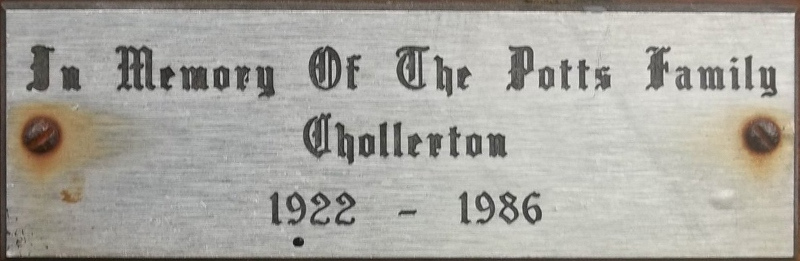 In Memory Of The Potts Family
Chollerton
1922 - 1986